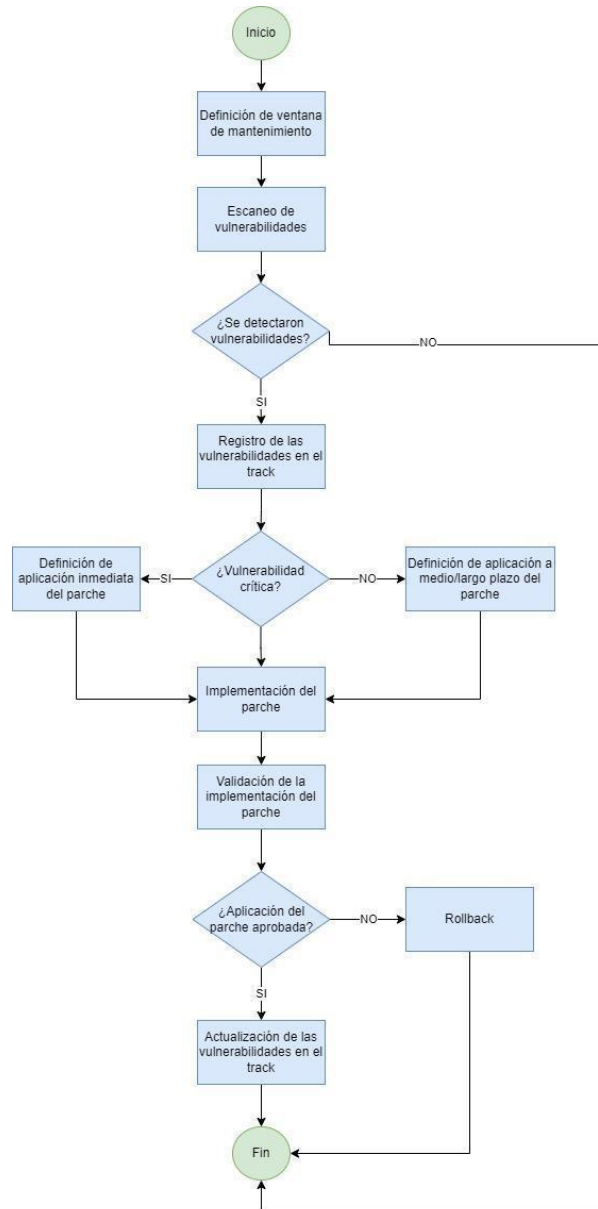 Inicio
Definición de ventana
de mantenimiento
Escaneo de
vulnerabilidades
¿Se detectaron
vulnerabilidades?
NO
SI
Registro de las
vulnerabilidades en el
track
Definición de
aplicación inmediata
del parche
SI
¿Vulnerabilidad
crítica?
NO
Definición de aplicación a
medio/largo plazo del
parche
Implementación del
parche
Validación de la
implementación del
parche
¿Aplicación del
parche aprobada?
NO
Rollback
SI
Actualización de las
vulnerabilidades en el
track
Fin